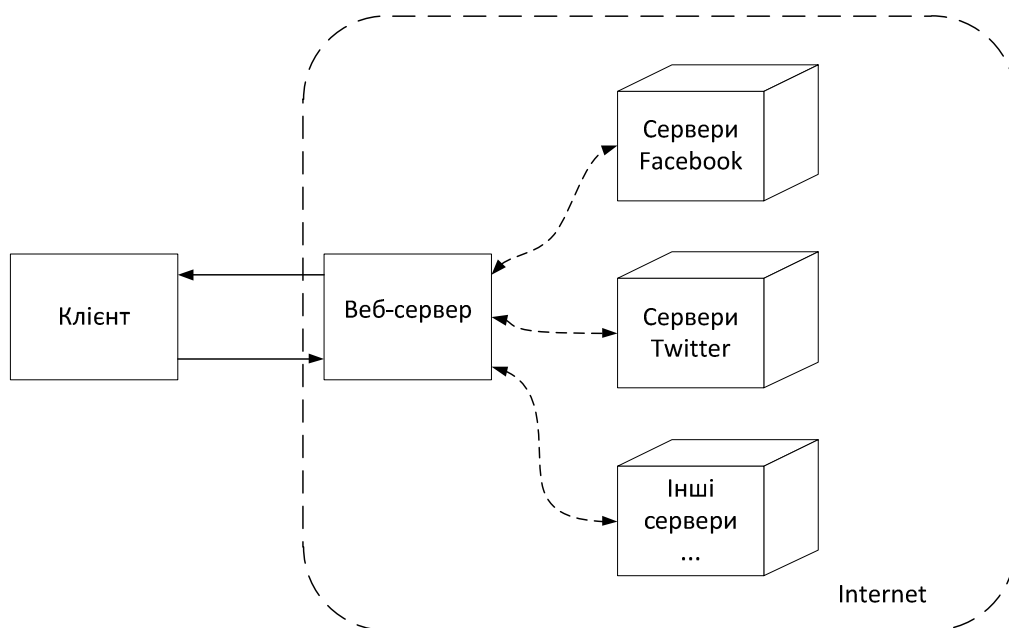 Клієнт
Веб-сервер
Сервери
Facebook
Сервери
Twitter
Інші
сервери
...
Internet